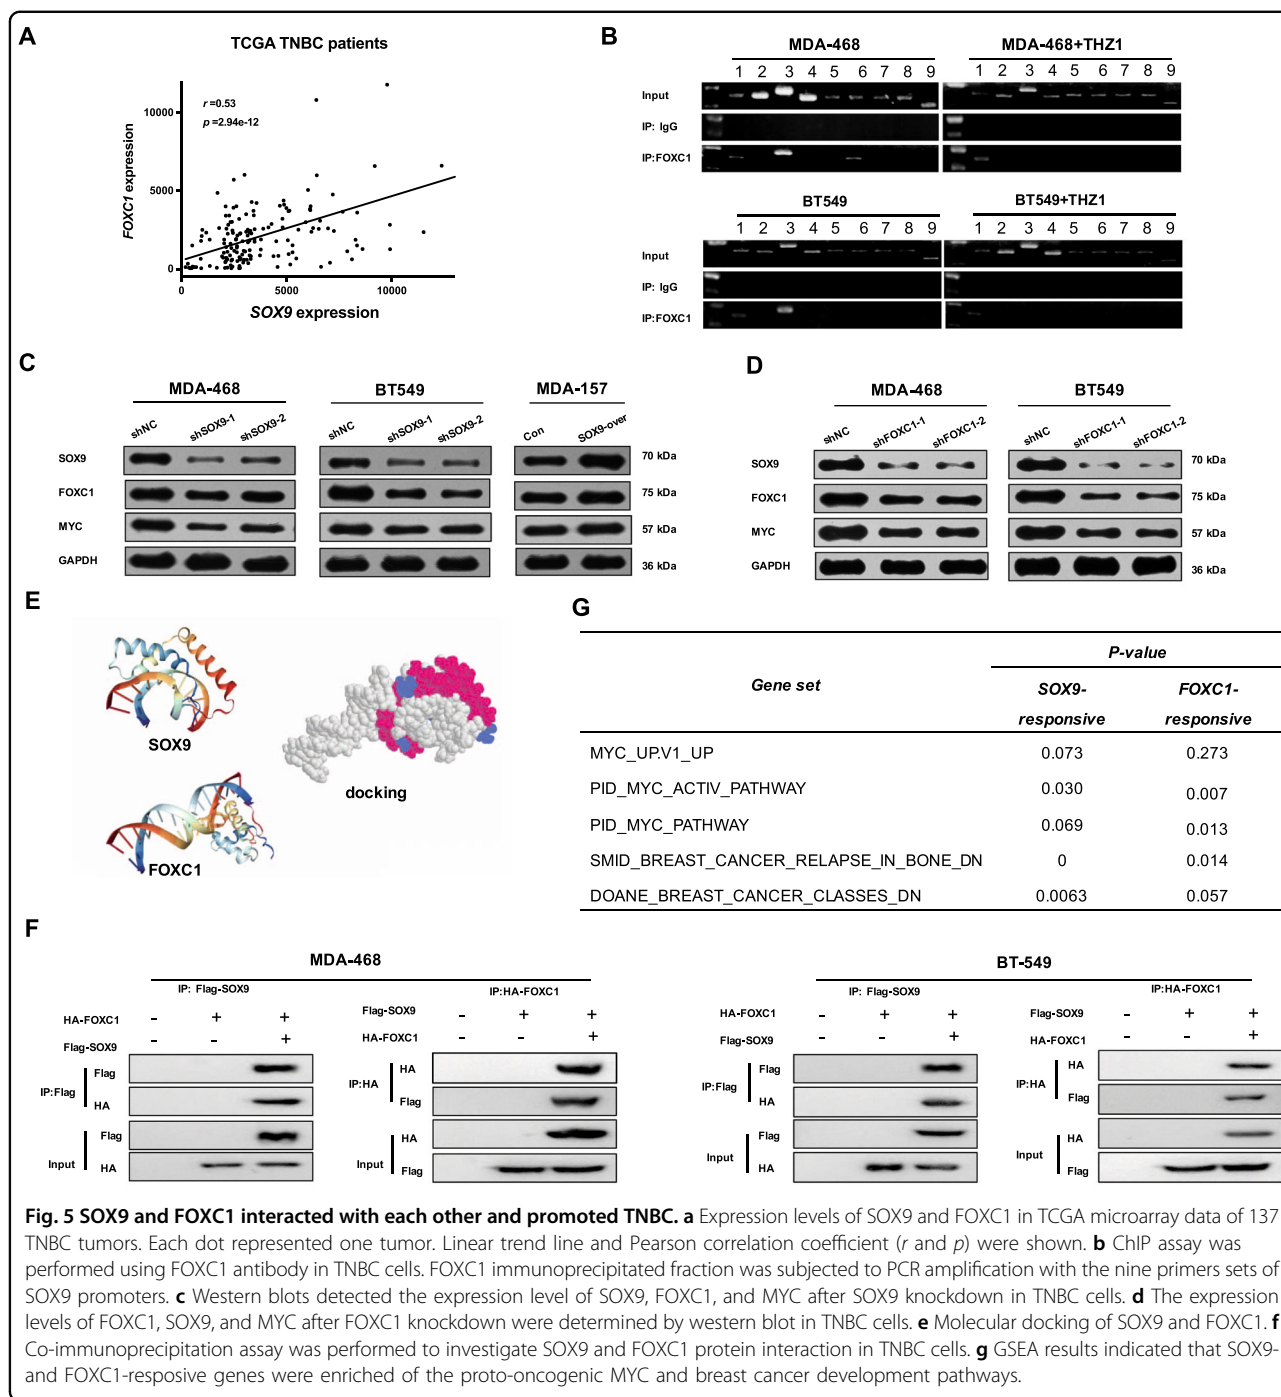 A
TCGA TNBC patients
r =0.53
p =2.94e-12
10000
5000
0
FOXC1 expression
0 5000 10000
SOX9 expression
B
MDA-468 MDA-468+THZ1
1 2 3 4 5 6 7 8 9 1 2 3 4 5 6 7 8 9
Input
IP: IgG
IP:FOXC1
BT549 BT549+THZ1
1 2 3 4 5 6 7 8 9 1 2 3 4 5 6 7 8 9
Input
IP: IgG
IP:FOXC1
C
MDA-468 BT549 MDA-157
shNC shSOX9-1 shSOX9-2 shNC shSOX9-1 shSOX9-2 Con SOX9-over
SOX9 70 kDa
FOXC1 75 kDa
MYC 57 kDa
GAPDH 36 kDa
D
MDA-468 BT549
shNC shFOXC1-1 shFOXC1-2 shNC shFOXC1-1 shFOXC1-2
SOX9 70 kDa
FOXC1 75 kDa
MYC 57 kDa
GAPDH 36 kDa
E
SOX9
docking
FOXC1
G
P-value
Gene set SOX9-responsive FOXC1-responsive
MYC_UP.V1_UP 0.073 0.273
PID_MYC_ACTIV_PATHWAY 0.030 0.007
PID_MYC_PATHWAY 0.069 0.013
SMID_BREAST_CANCER_RELAPSE_IN_BONE_DN 0 0.014
DOANE_BREAST_CANCER_CLASSES_DN 0.0063 0.057
F
MDA-468
IP: Flag-SOX9
HA-FOXC1 - + +
Flag-SOX9 - - +
IP:Flag Flag
HA
Input Flag
HA
IP:HA-FOXC1
Flag-SOX9 - + +
HA-FOXC1 - - +
IP:HA HA
Flag
Input HA
Flag
BT-549
IP: Flag-SOX9
HA-FOXC1 - + +
Flag-SOX9 - - +
IP:Flag Flag
HA
Input Flag
HA
IP:HA-FOXC1
Flag-SOX9 - + +
HA-FOXC1 - - +
IP:HA HA
Flag
Input HA
Flag
Fig. 5 SOX9 and FOXC1 interacted with each other and promoted TNBC. a Expression levels of SOX9 and FOXC1 in TCGA microarray data of 137
TNBC tumors. Each dot represented one tumor. Linear trend line and Pearson correlation coefficient (r and p) were shown. b ChIP assay was
performed using FOXC1 antibody in TNBC cells. FOXC1 immunoprecipitated fraction was subjected to PCR amplification with the nine primers sets of
SOX9 promoters. c Western blots detected the expression level of SOX9, FOXC1, and MYC after SOX9 knockdown in TNBC cells. d The expression
levels of FOXC1, SOX9, and MYC after FOXC1 knockdown were determined by western blot in TNBC cells. e Molecular docking of SOX9 and FOXC1. f
Co-immunoprecipitation assay was performed to investigate SOX9 and FOXC1 protein interaction in TNBC cells. g GSEA results indicated that SOX9-
and FOXC1-resposive genes were enriched of the proto-oncogenic MYC and breast cancer development pathways.